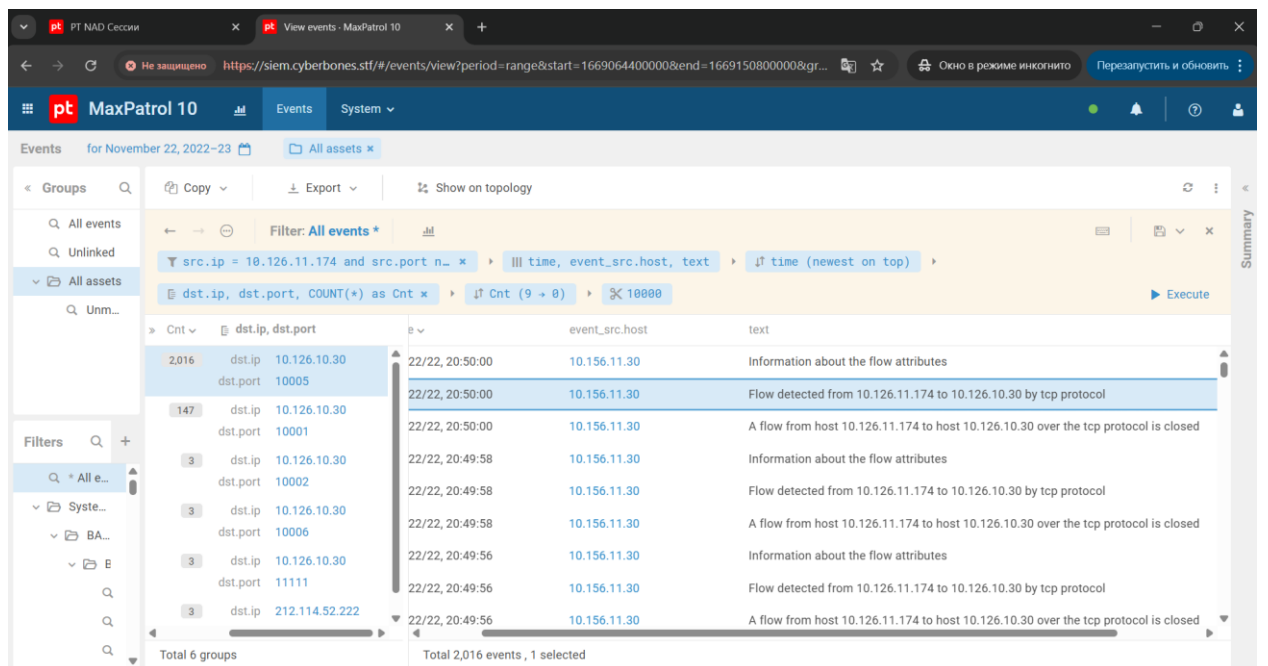 pt PT NAD Сессии
pt View events - MaxPatrol 10
Не защищено https://siem.cyberbones.stf/#/events/view?period=range&start=1669064400000&end=1669150800000&gr... Окно в режиме инкогнито Перезапустить и обновить
pt MaxPatrol 10 Events System
Events for November 22, 2022–23 All assets ×
« Groups
All events
Unlinked
All assets
Unm...
Filters +
* All e...
Syste...
BA...
B
Copy Export Show on topology
Filter: All events *
src.ip = 10.126.11.174 and src.port n... × time, event_src.host, text time (newest on top)
dst.ip, dst.port, COUNT(*) as Cnt × Cnt (9 → 0) 10000 Execute
» Cnt dst.ip, dst.port
2,016 dst.ip 10.126.10.30
dst.port 10005
147 dst.ip 10.126.10.30
dst.port 10001
3 dst.ip 10.126.10.30
dst.port 10002
3 dst.ip 10.126.10.30
dst.port 10006
3 dst.ip 10.126.10.30
dst.port 11111
3 dst.ip 212.114.52.222
Total 6 groups
e event_src.host text
22/22, 20:50:00 10.156.11.30 Information about the flow attributes
22/22, 20:50:00 10.156.11.30 Flow detected from 10.126.11.174 to 10.126.10.30 by tcp protocol
22/22, 20:50:00 10.156.11.30 A flow from host 10.126.11.174 to host 10.126.10.30 over the tcp protocol is closed
22/22, 20:49:58 10.156.11.30 Information about the flow attributes
22/22, 20:49:58 10.156.11.30 Flow detected from 10.126.11.174 to 10.126.10.30 by tcp protocol
22/22, 20:49:58 10.156.11.30 A flow from host 10.126.11.174 to host 10.126.10.30 over the tcp protocol is closed
22/22, 20:49:56 10.156.11.30 Information about the flow attributes
22/22, 20:49:56 10.156.11.30 Flow detected from 10.126.11.174 to 10.126.10.30 by tcp protocol
22/22, 20:49:56 10.156.11.30 A flow from host 10.126.11.174 to host 10.126.10.30 over the tcp protocol is closed
Total 2,016 events , 1 selected
« Summary